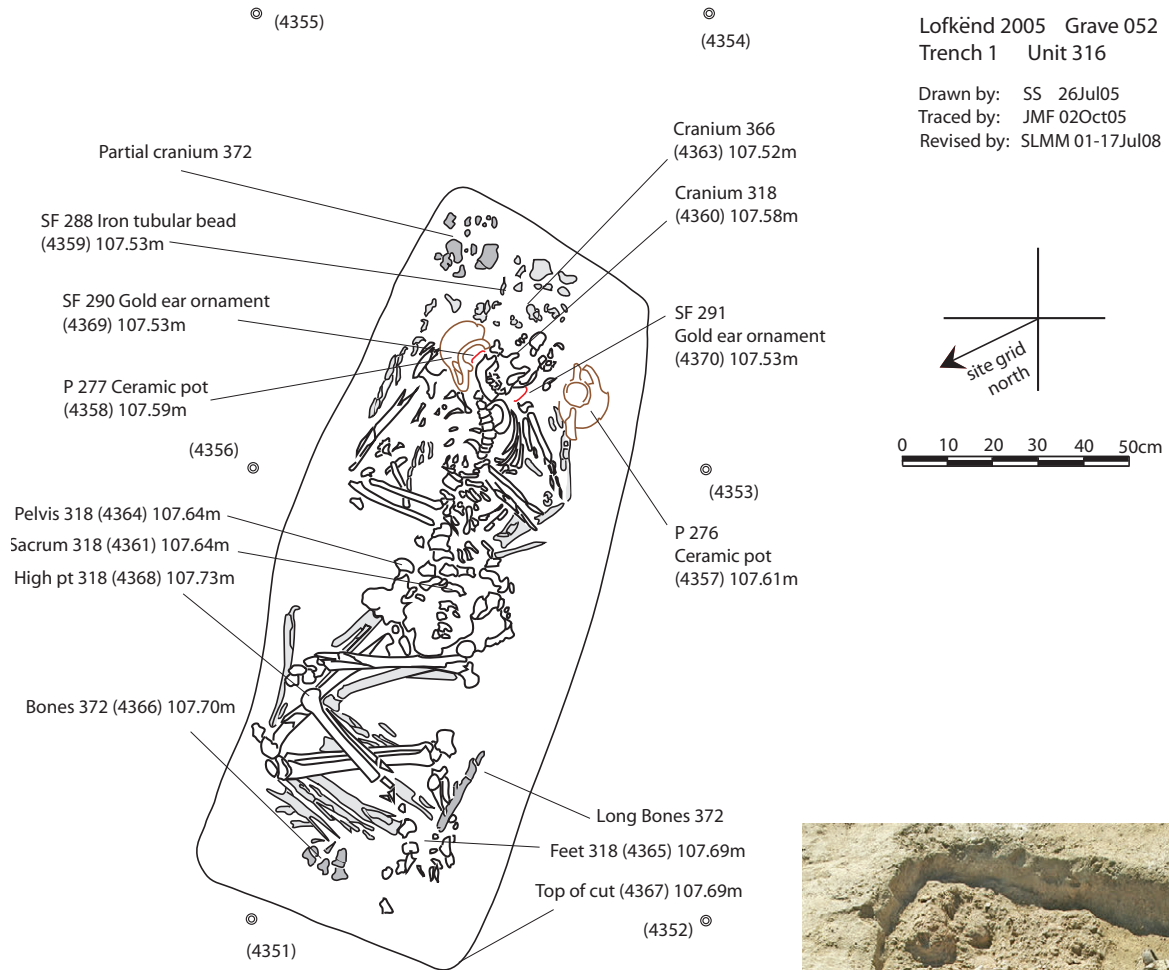 (4355)
(4354)
Lofkënd 2005 Grave 052
Trench 1 Unit 316
Drawn by: SS 26Jul05
Traced by: JMF 02Oct05
Revised by: SLMM 01-17Jul08
Partial cranium 372
Cranium 366
(4363) 107.52m
Cranium 318
(4360) 107.58m
SF 288 Iron tubular bead
(4359) 107.53m
SF 290 Gold ear ornament
(4369) 107.53m
SF 291
Gold ear ornament
(4370) 107.53m
site grid
north
P 277 Ceramic pot
(4358) 107.59m
0 10 20 30 40 50cm
(4356)
(4353)
P 276
Ceramic pot
(4357) 107.61m
Pelvis 318 (4364) 107.64m
Sacrum 318 (4361) 107.64m
High pt 318 (4368) 107.73m
Bones 372 (4366) 107.70m
Long Bones 372
Feet 318 (4365) 107.69m
Top of cut (4367) 107.69m
(4351)
(4352)